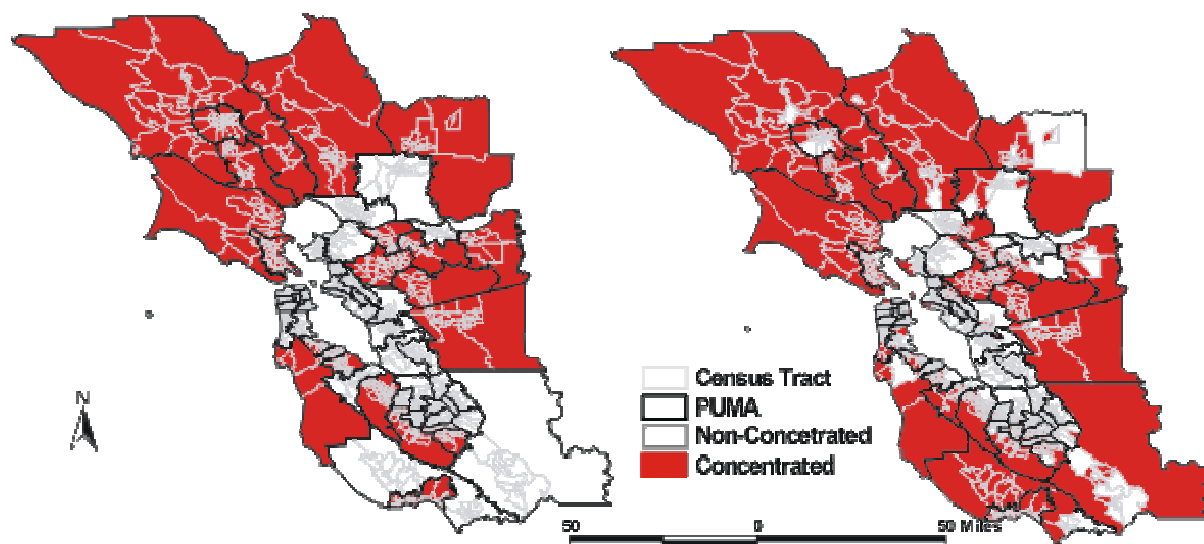 N
Census Tract
PUMA
Non-Concetrated
Concentrated
50 0 50 Miles